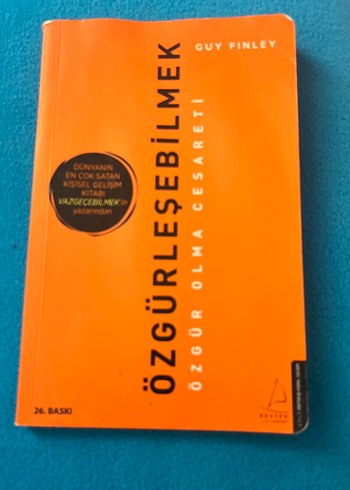 GUY FINLEY
ÖZGÜRLEŞEBİLMEK
ÖZGÜR OLMA CESARETİ
DÜNYANIN
EN ÇOK SATAN
KİŞİSEL GELİŞİM
KİTABI
VAZGEÇEBİLMEK'in
yazarından
26. BASKI
DESTEK